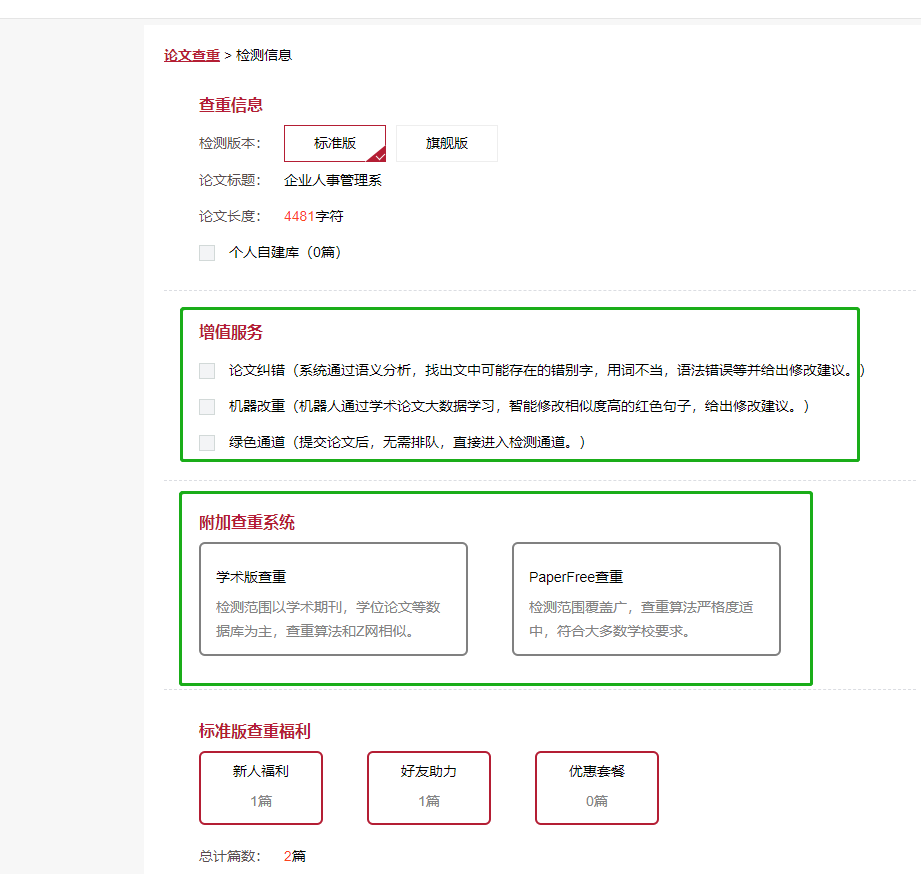 论文查重 > 检测信息
查重信息
检测版本： 标准版 旗舰版
论文标题： 企业人事管理系
论文长度： 4481字符
个人自建库（0篇）
增值服务
论文纠错（系统通过语义分析，找出文中可能存在的错别字，用词不当，语法错误等并给出修改建议。）
机器改重（机器人通过学术论文大数据学习，智能修改相似度高的红色句子，给出修改建议。）
绿色通道（提交论文后，无需排队，直接进入检测通道。）
附加查重系统
学术版查重
检测范围以学术期刊，学位论文等数
据库为主，查重算法和Z网相似。
PaperFree查重
检测范围覆盖广，查重算法严格度适
中，符合大多数学校要求。
标准版查重福利
新人福利
1篇
好友助力
1篇
优惠套餐
0篇
总计篇数： 2篇